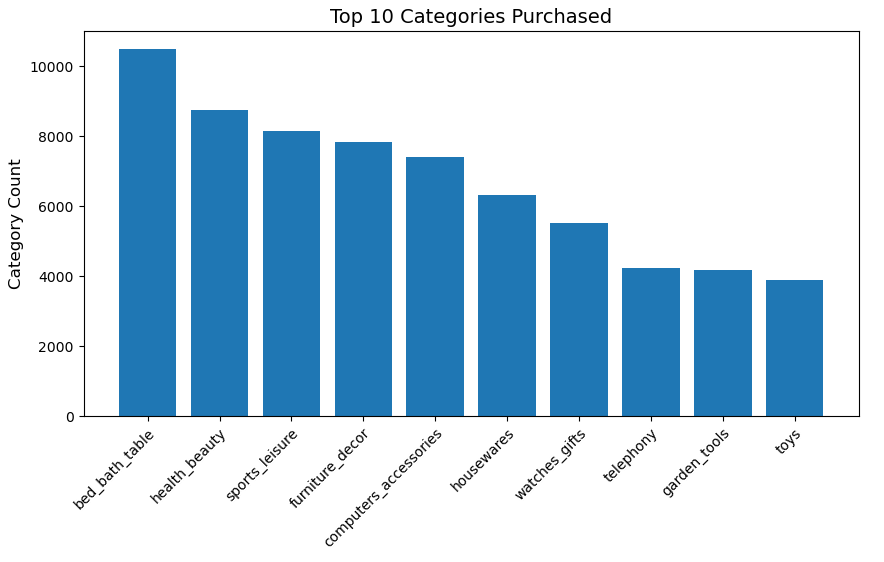 Top 10 Categories Purchased
Category Count
10000
8000
6000
4000
2000
0
bed_bath_table
health_beauty
sports_leisure
furniture_decor
computers_accessories
housewares
watches_gifts
telephony
garden_tools
toys